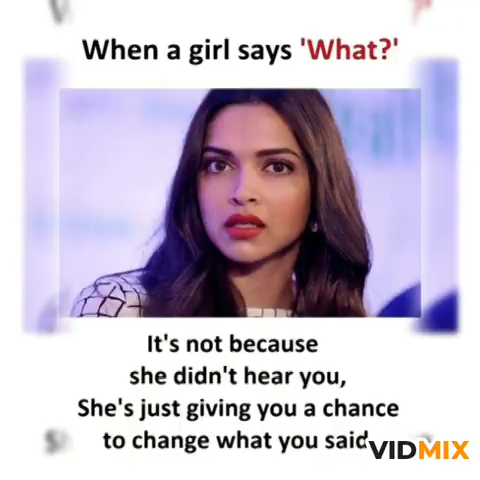 When a girl says 'What?'
It's not because
she didn't hear you,
She's just giving you a chance
to change what you said
VIDMIX